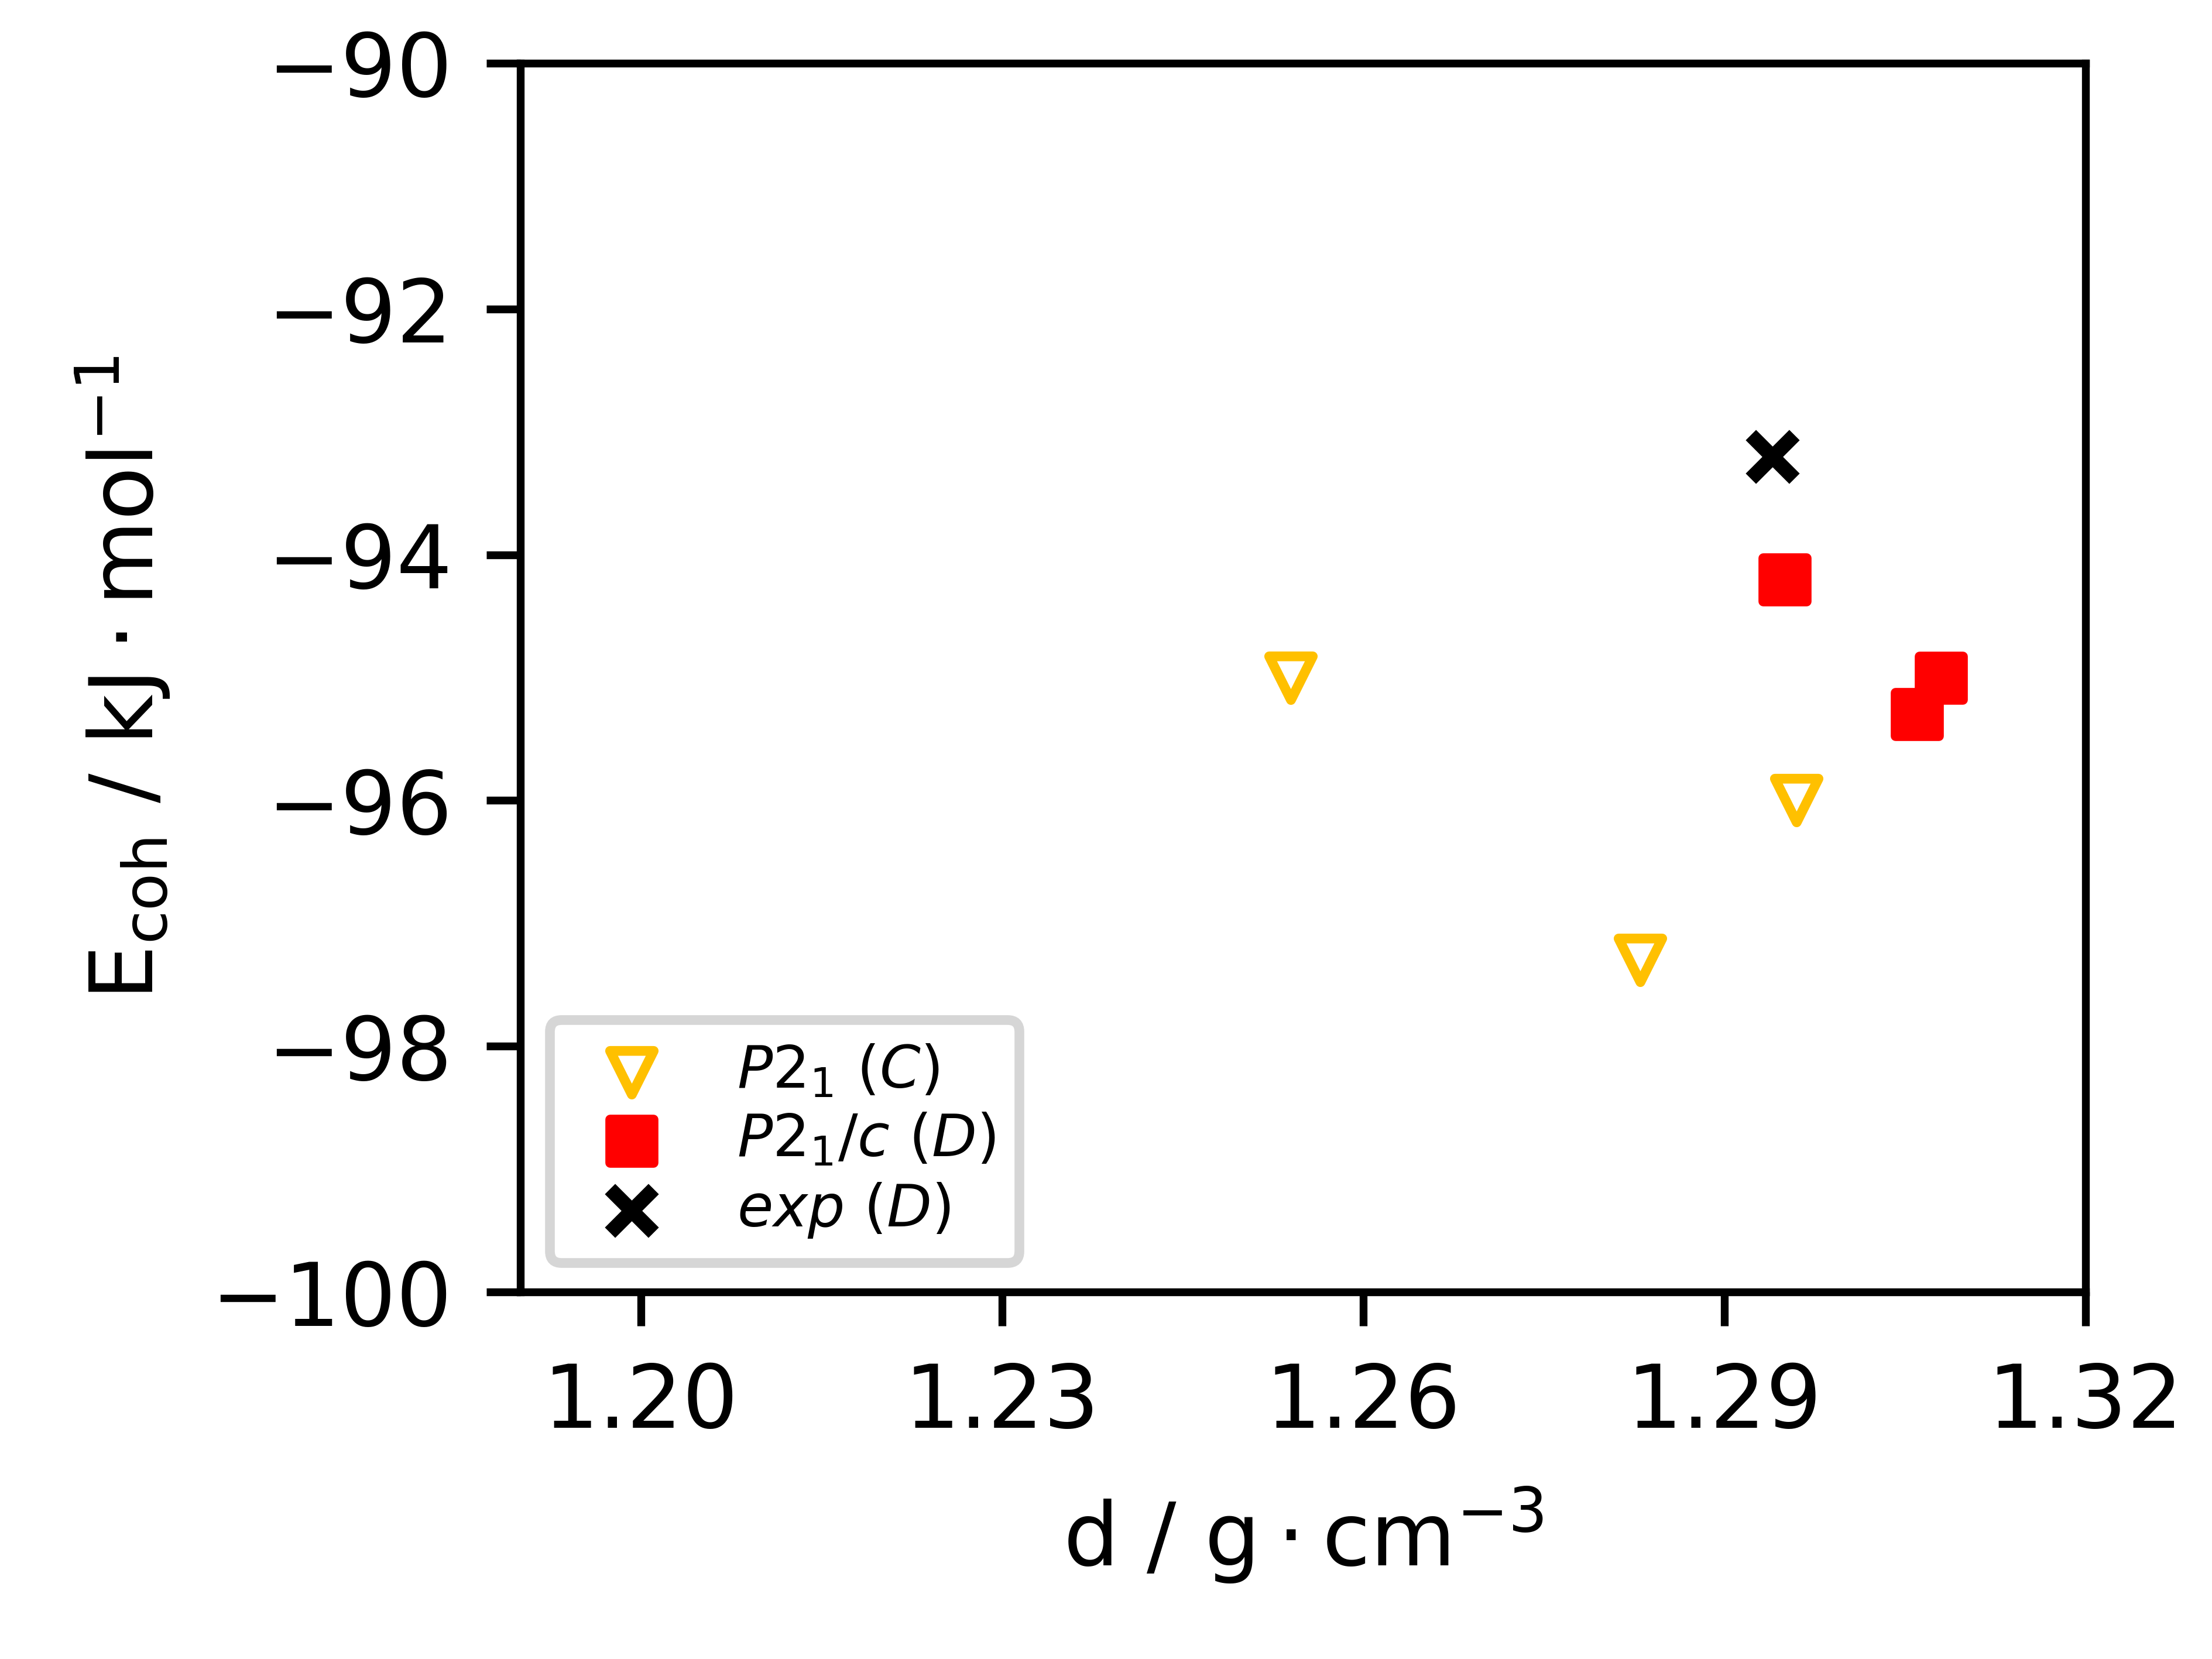 −90
−92
−94
−96
−98
−100
E_coh / kJ·mol⁻¹
P2₁ (C)
P2₁/c (D)
exp (D)
1.20 1.23 1.26 1.29 1.32
d / g·cm⁻³